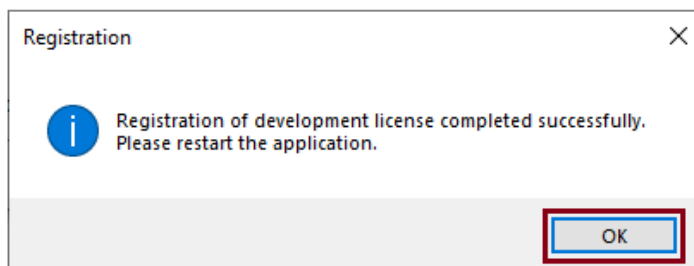 Registration
Registration of development license completed successfully.
Please restart the application.
OK